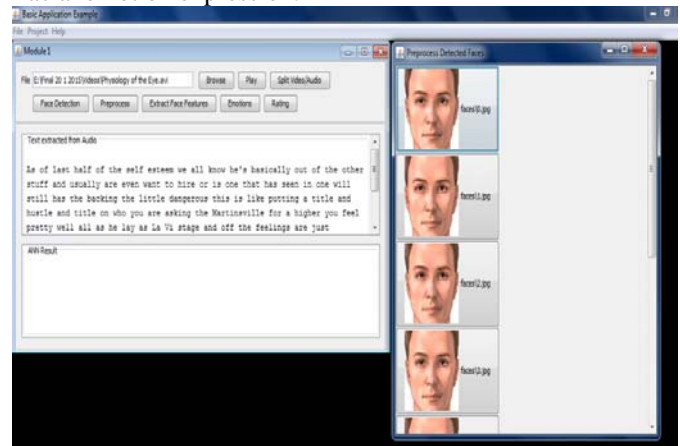 Basic Application Example
File Project Help
Module1
File E:\Final 20 1 2015\Videos\Physiology of the Eye.avi Browse Play Split Video/Audio
Face Detection Preprocess Extract Face Features Emotions Rating
Text extracted from Audio
As of last half of the self esteem we all know he's basically out of the other
stuff and usually are even want to hire or is one that has seen in one will
still has the backing the little dangerous this is like putting a title and
hustle and title on who you are asking the Martinsville for a higher you feel
pretty well all as he lay as La Vi stage and off the feelings are just
ANN Result
Preprocess Detected Faces
faces\0.jpg
faces\1.jpg
faces\2.jpg
faces\3.jpg